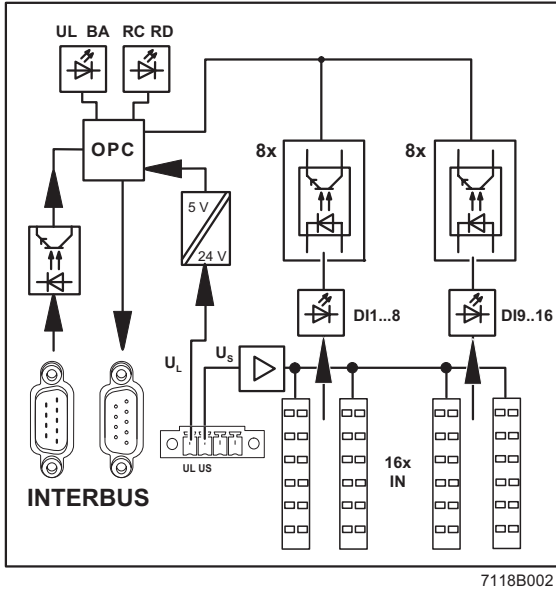 UL BA RC RD
OPC
8x
8x
5 V
24 V
DI1...8
DI9..16
UL
US
UL US
16x
IN
INTERBUS
7118B002